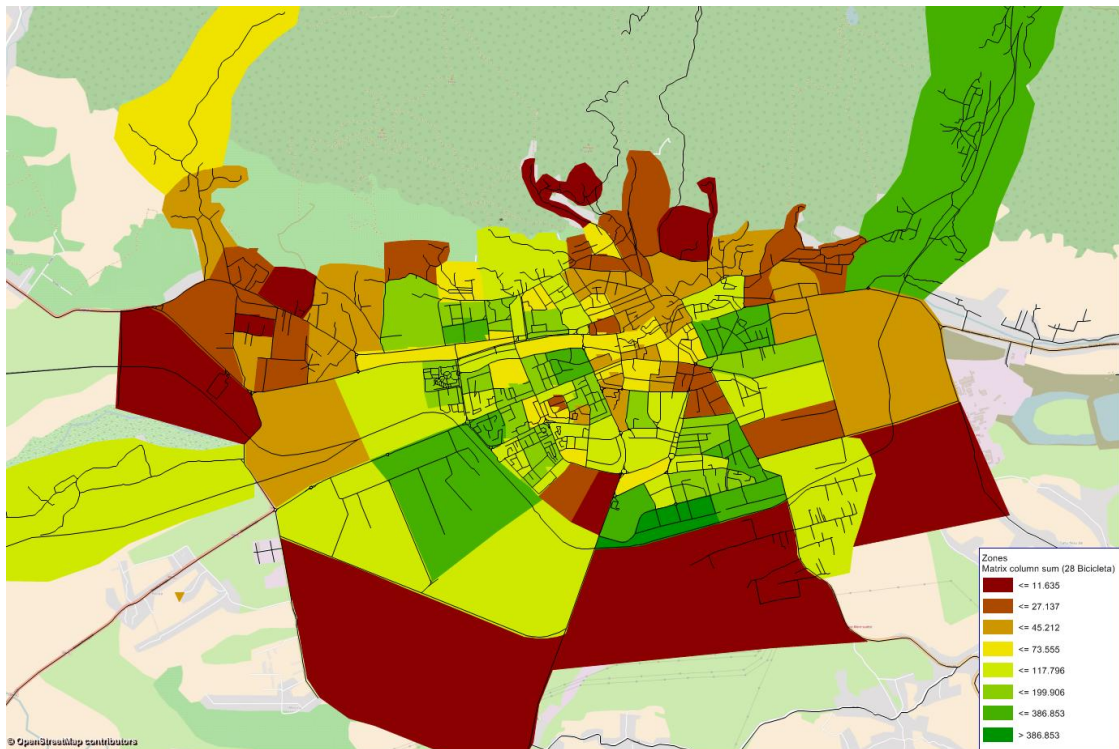 Zones
Matrix column sum (28 Bicicleta)
<= 11.635
<= 27.137
<= 45.212
<= 73.555
<= 117.796
<= 199.906
<= 386.853
> 386.853
© OpenStreetMap contributors